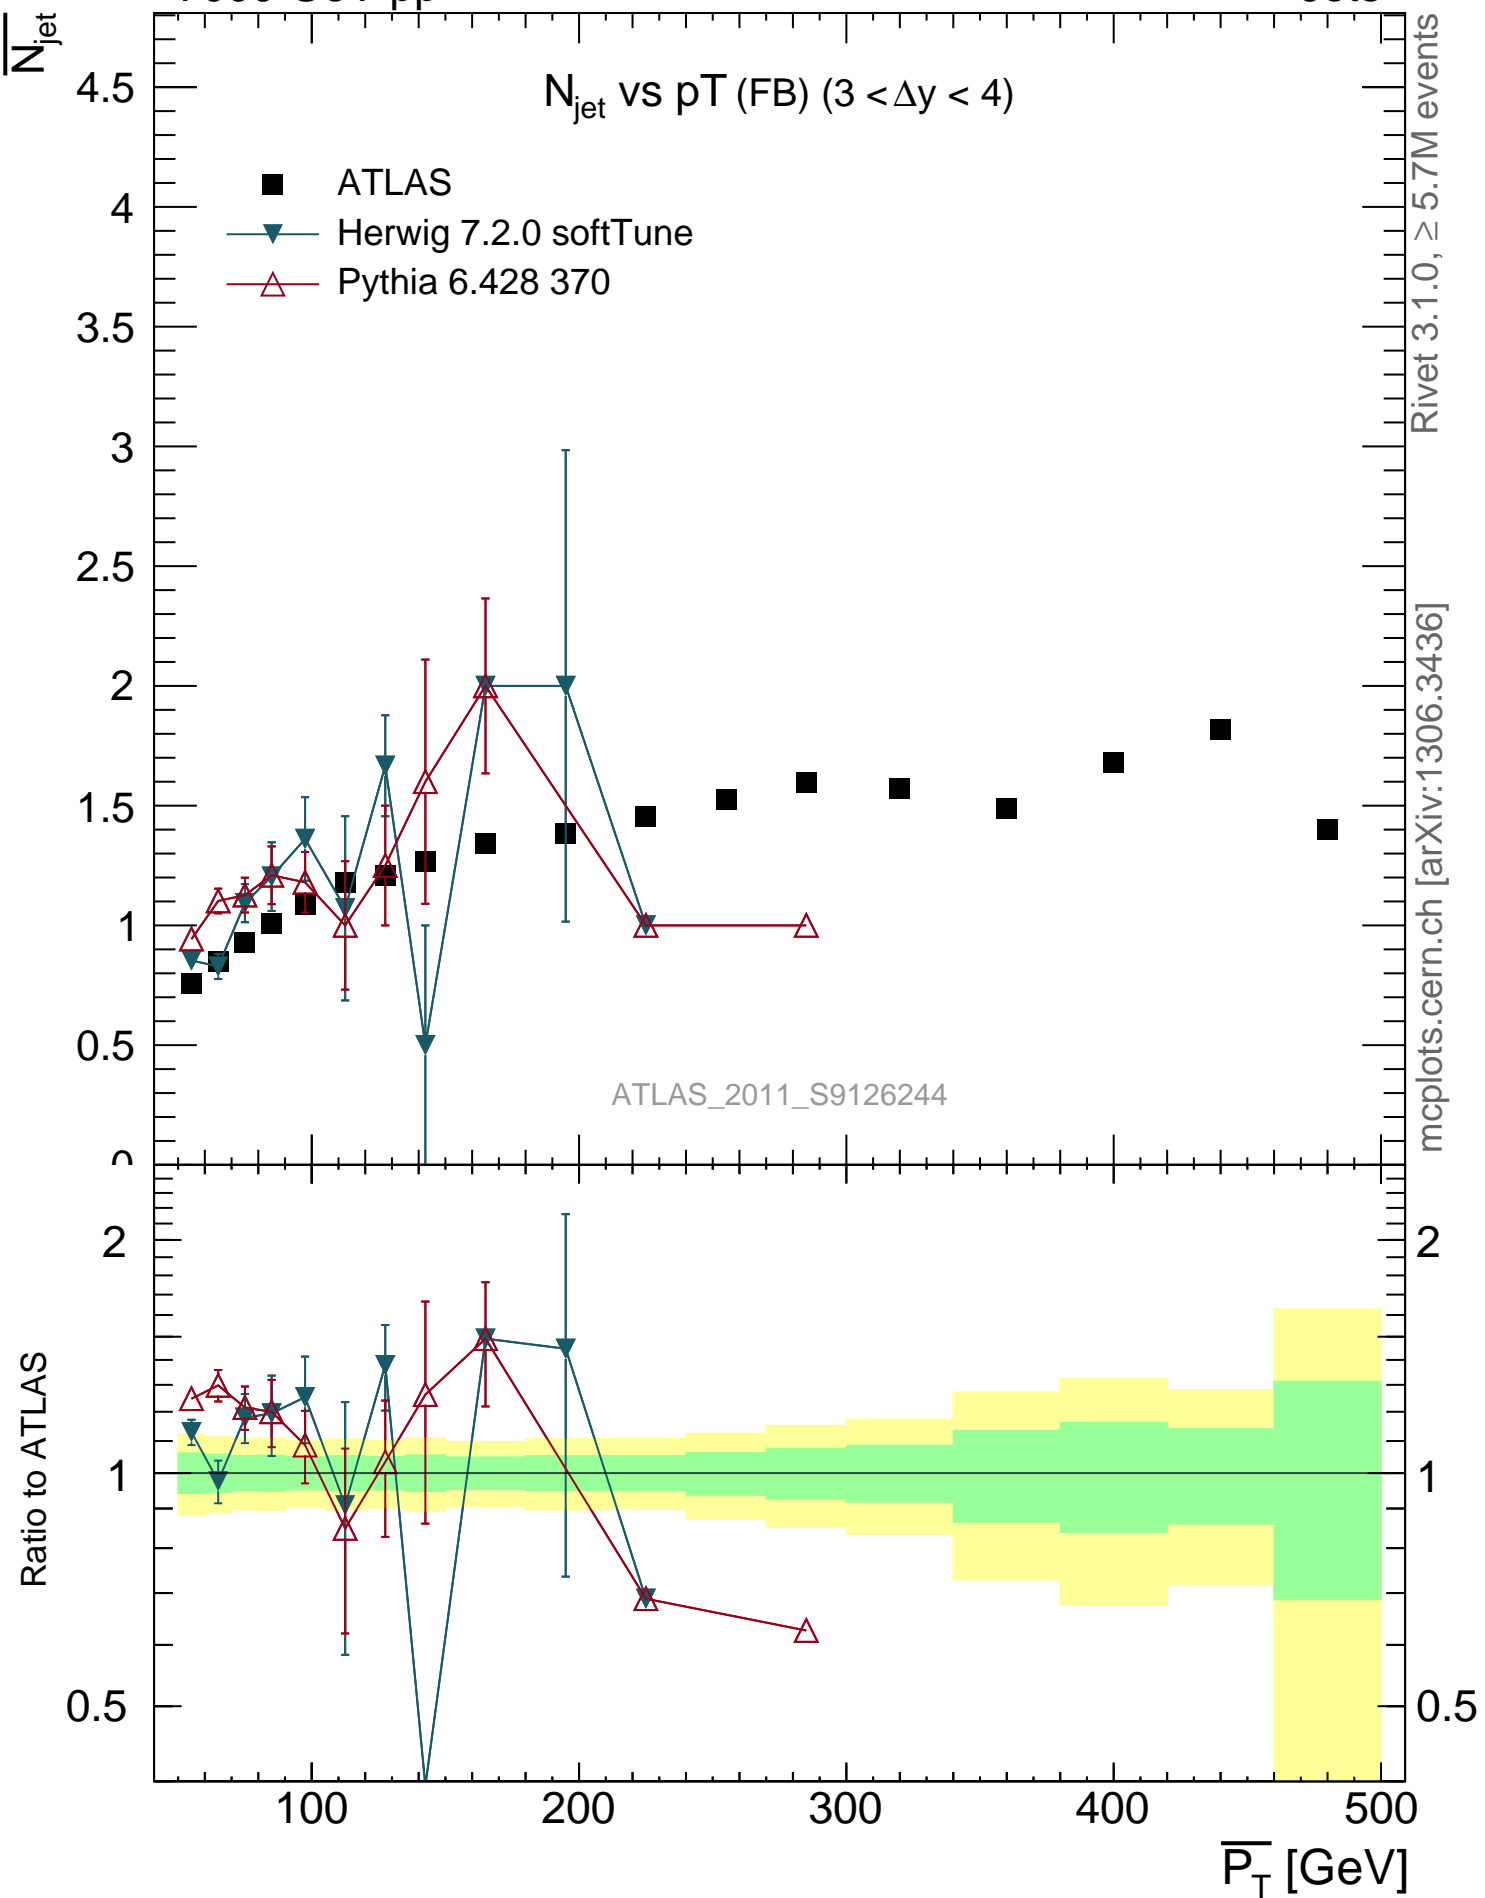 N̅jet
N_jet vs pT (FB) (3 < Δy < 4)
ATLAS
Herwig 7.2.0 softTune
Pythia 6.428 370
4.5
4
3.5
3
2.5
2
1.5
1
0.5
0
ATLAS_2011_S9126244
Rivet 3.1.0, ≥ 5.7M events
mcplots.cern.ch [arXiv:1306.3436]
Ratio to ATLAS
2
1
0.5
2
1
0.5
100 200 300 400 500
P_T [GeV]